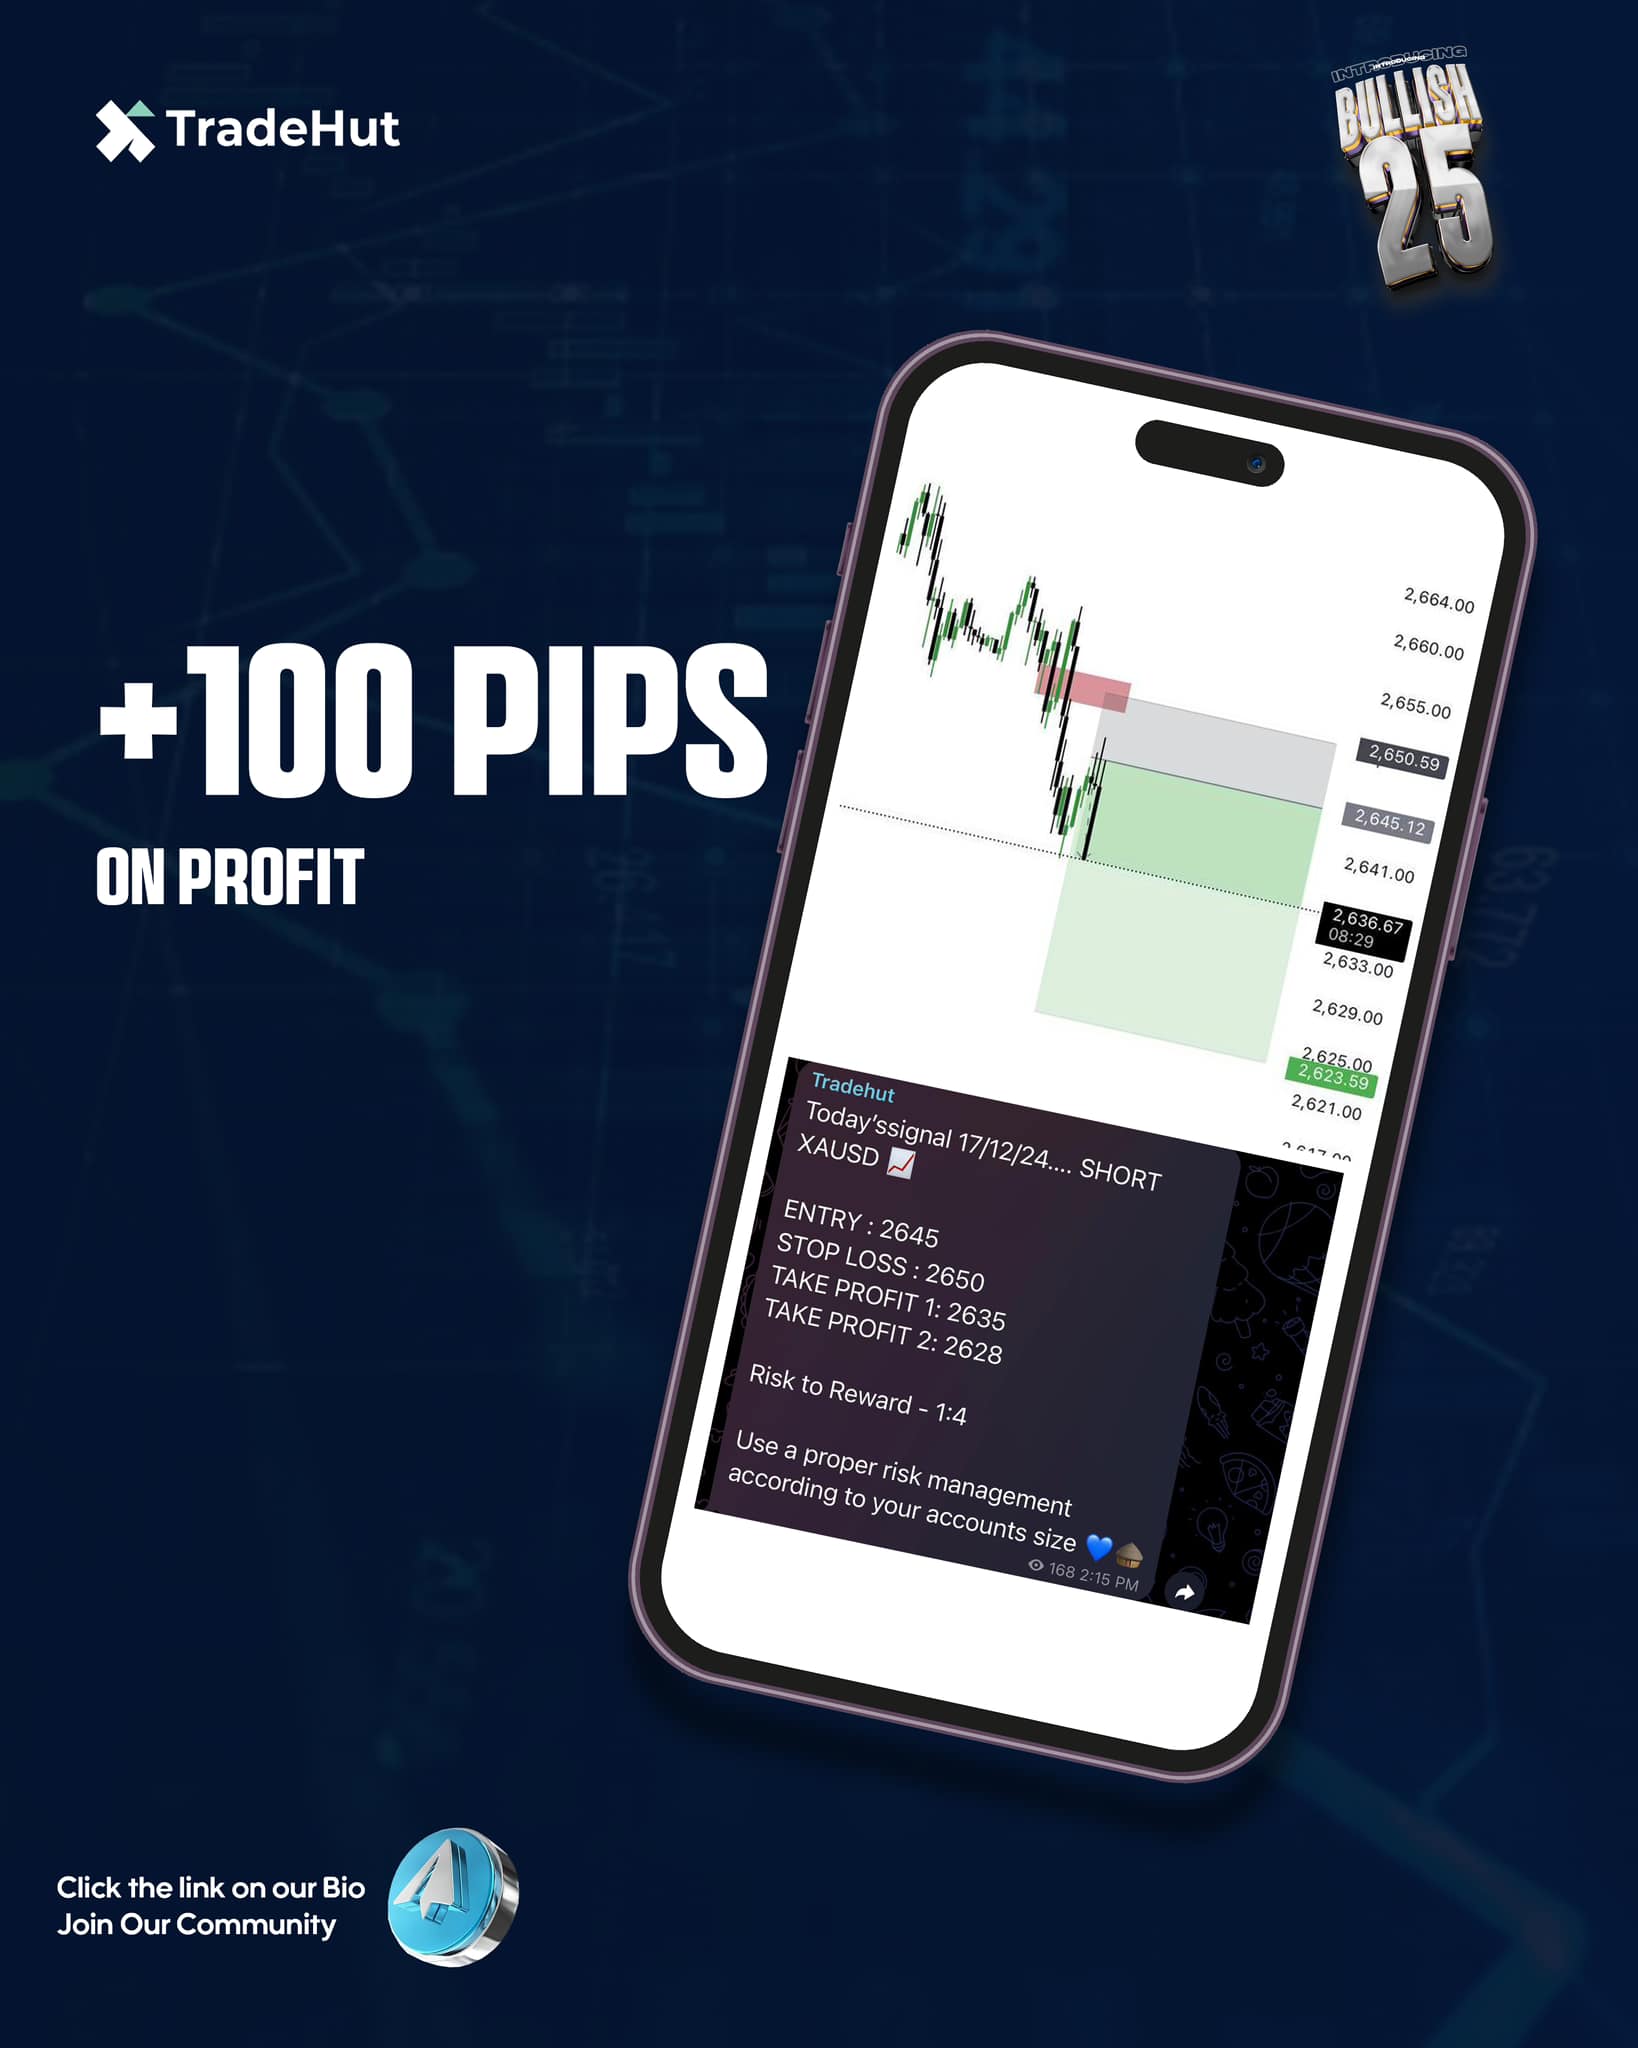 TradeHut
INTRODUCING
BULLISH
25
+100 PIPS
ON PROFIT
2,664.00
2,660.00
2,655.00
2,650.59
2,645.12
2,641.00
2,636.67
08:29
2,633.00
2,629.00
2,625.00
2,623.59
2,621.00
Tradehut
Today'ssignal 17/12/24.... SHORT
XAUSD 📈
ENTRY : 2645
STOP LOSS : 2650
TAKE PROFIT 1: 2635
TAKE PROFIT 2: 2628
Risk to Reward - 1:4
Use a proper risk management
according to your accounts size 💙
168 2:15 PM
Click the link on our Bio
Join Our Community